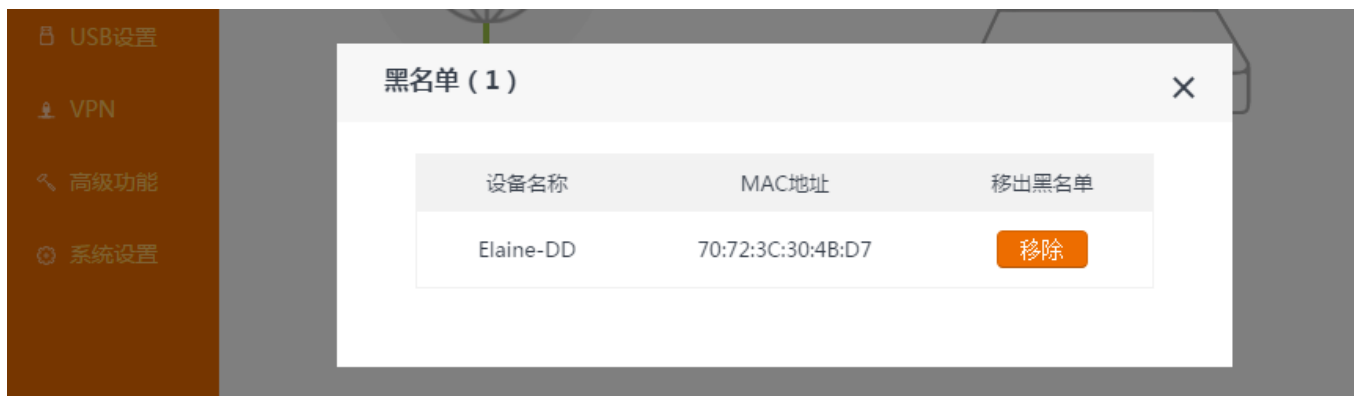 USB设置
VPN
高级功能
系统设置
黑名单（1）
设备名称 MAC地址 移出黑名单
Elaine-DD 70:72:3C:30:4B:D7 移除